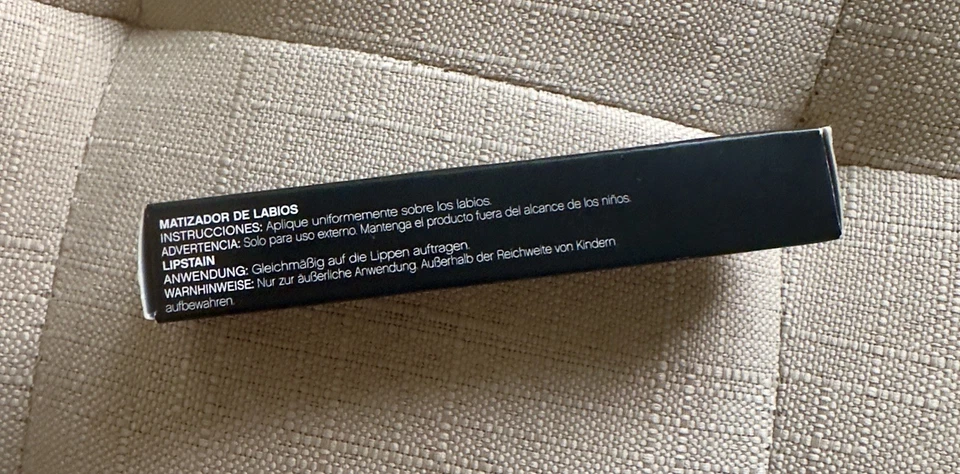 MATIZADOR DE LABIOS
INSTRUCCIONES: Aplique uniformemente sobre los labios.
ADVERTENCIA: Solo para uso externo. Mantenga el producto fuera del alcance de los niños.
LIPSTAIN
ANWENDUNG: Gleichmäßig auf die Lippen auftragen.
WARNHINWEISE: Nur zur äußerliche Anwendung. Außerhalb der Reichweite von Kindern
aufbewahren.